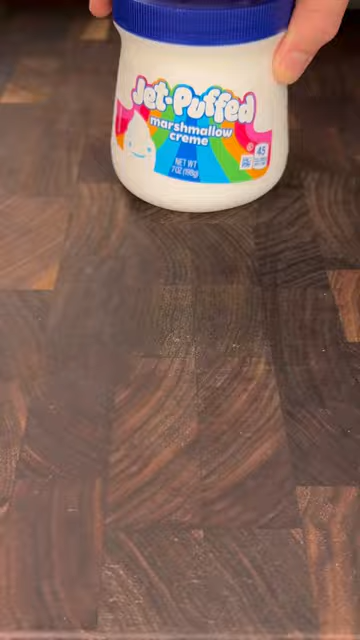 Jet-Puffed
marshmallow
creme
NET WT
7 OZ (198g)
45